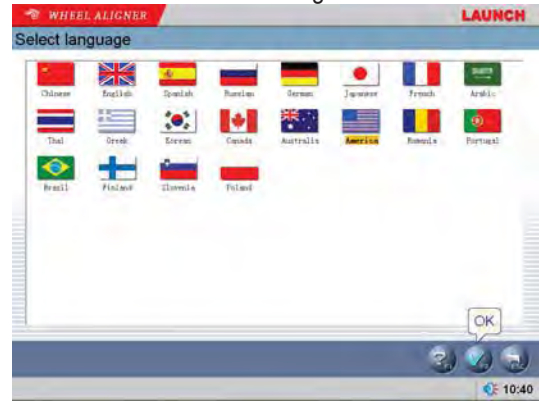 WHEEL ALIGNER
LAUNCH
Select language
Chinese English Spanish Russian German Japanese French Arabic
Thai Greek Korean Canada Australia America Romania Portugal
Brazil Finland Slovenia Poland
OK
10:40